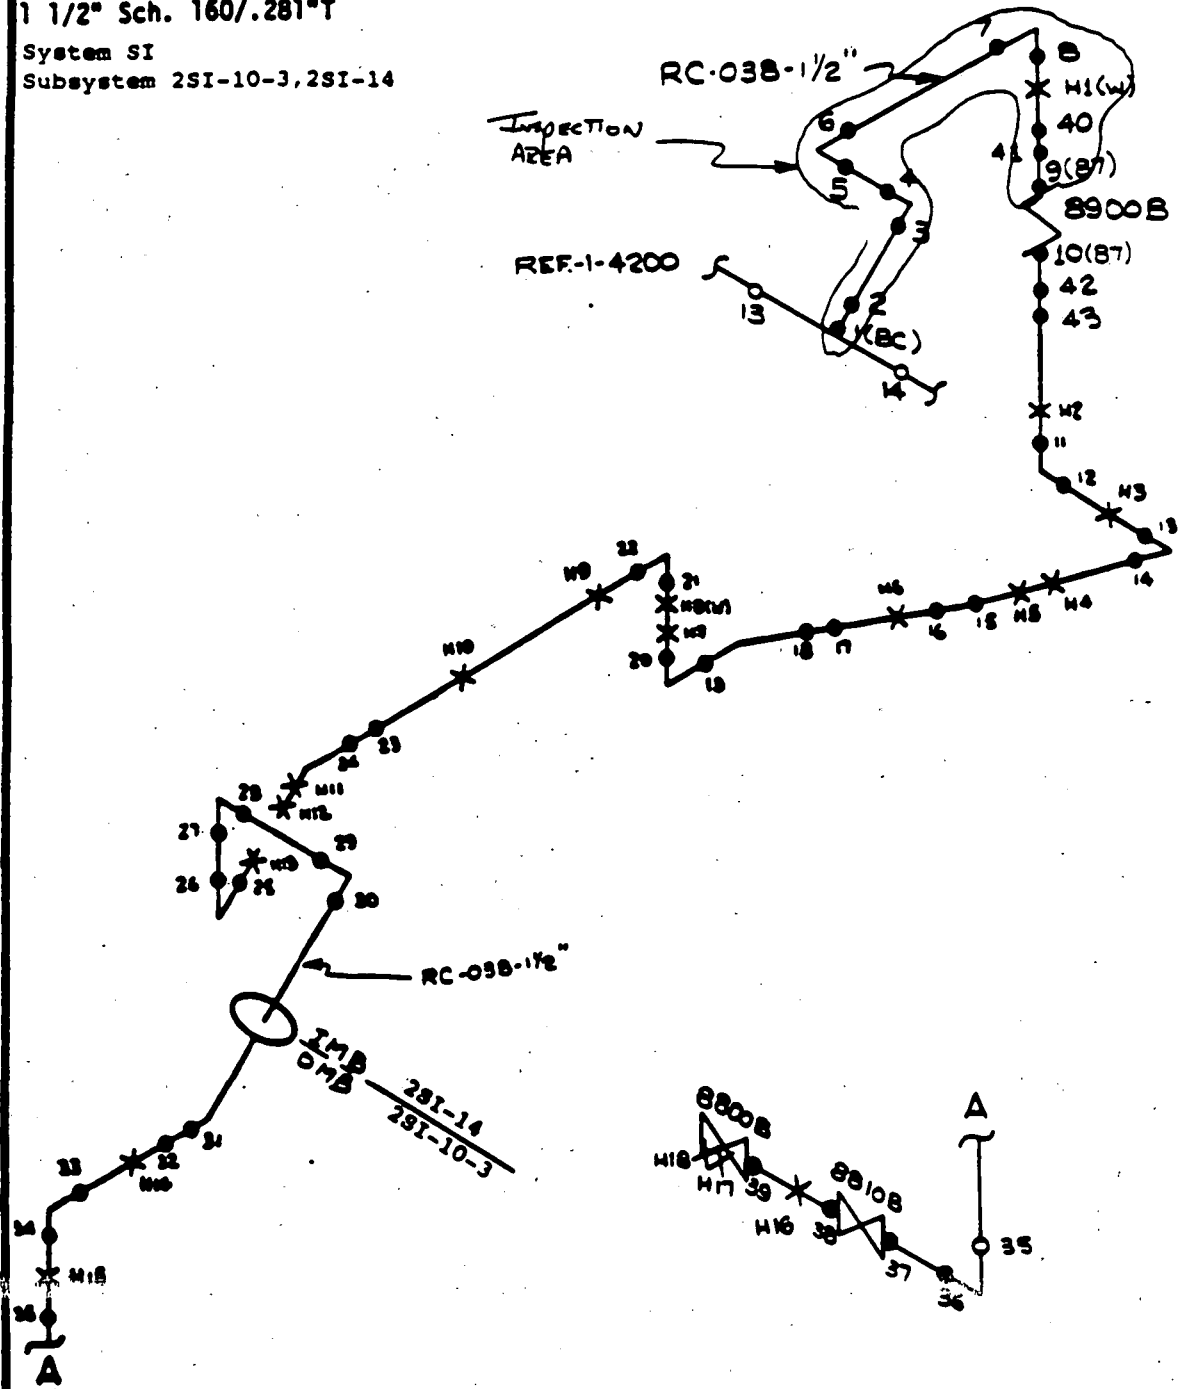 1 1/2" Sch. 160/.281"T
System SI
Subsystem 2SI-10-3,2SI-14
RC-03B-1 1/2"
INSPECTION
AREA
7
8
H1(W)
6
40
41
5
4
9(87)
8900B
3
REF.-1-4200
10(87)
13
2
42
43
1(BC)
14
H2
11
12
H3
13
14
22
H9
21
H8(W)
H7
H6
H5
H4
16
15
20
18
17
19
H10
24
23
H11
H12
28
27
29
H13
26
25
30
RC-03B-1 1/2"
IMB
OMB
2SI-14
2SI-10-3
31
32
33
H14
34
H15
35
A
8800B
A
H18
H17
39
8810B
H16
38
35
37
36